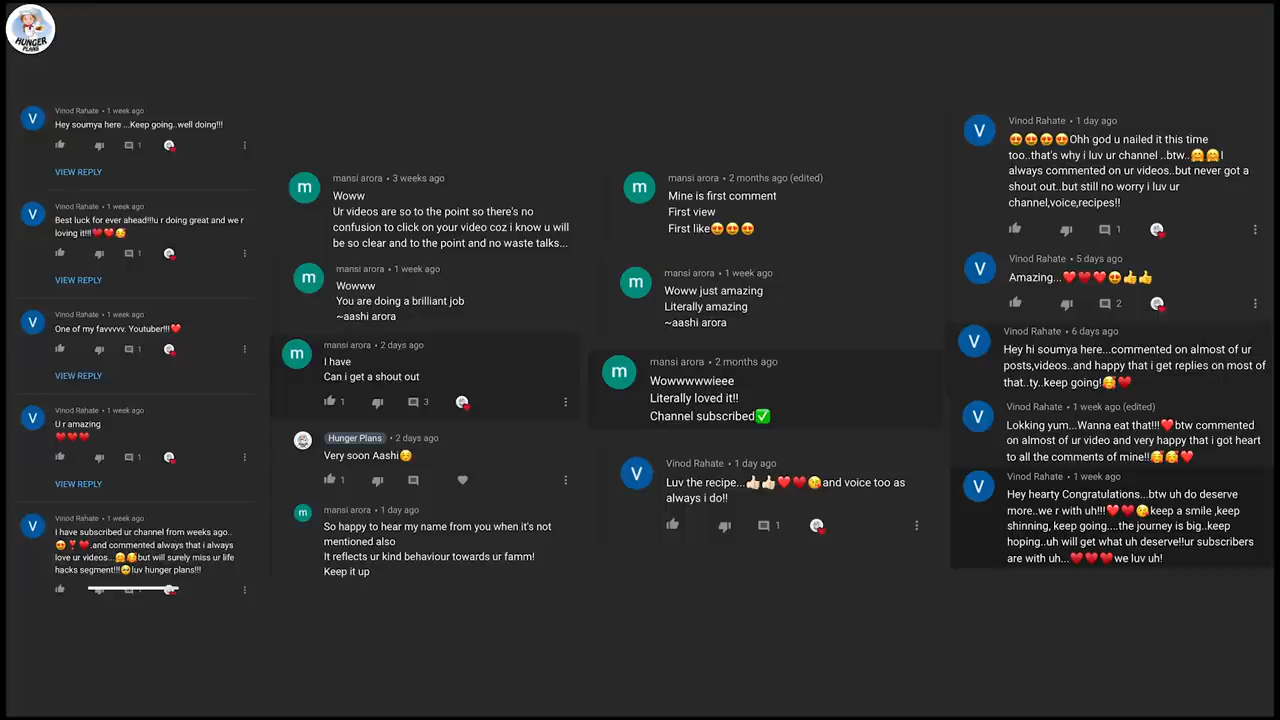 HUNGER
PLANS
Vinod Rahate • 1 week ago
Hey soumya here ...Keep going..well doing!!!
1
VIEW REPLY
Vinod Rahate • 1 week ago
Best luck for ever ahead!!!u r doing great and we r
loving it!!!❤️❤️🥰
1
VIEW REPLY
Vinod Rahate • 1 week ago
One of my favvvvv. Youtuber!!!❤️
1
VIEW REPLY
Vinod Rahate • 1 week ago
U r amazing
❤️❤️❤️
1
VIEW REPLY
Vinod Rahate • 1 week ago
I have subscribed ur channel from weeks ago..
😍❣️❤️.and commented always that i always
love ur videos...🤗🥰but will surely miss ur life
hacks segment!!!🥺luv hunger plans!!!
mansi arora • 3 weeks ago
Woww
Ur videos are so to the point so there's no
confusion to click on your video coz i know u will
be so clear and to the point and no waste talks...
mansi arora • 1 week ago
Wowww
You are doing a brilliant job
~aashi arora
mansi arora • 2 days ago
I have
Can i get a shout out
1 3
Hunger Plans • 2 days ago
Very soon Aashi☺️
1
mansi arora • 1 day ago
So happy to hear my name from you when it's not
mentioned also
It reflects ur kind behaviour towards ur famm!
Keep it up
mansi arora • 2 months ago (edited)
Mine is first comment
First view
First like😍😍😍
mansi arora • 1 week ago
Woww just amazing
Literally amazing
~aashi arora
mansi arora • 2 months ago
Wowwwwwieee
Literally loved it!!
Channel subscribed✅
Vinod Rahate • 1 day ago
Luv the recipe...👍🏻👍🏻❤️❤️😘and voice too as
always i do!!
1
Vinod Rahate • 1 day ago
😍😍😍😍Ohh god u nailed it this time
too..that's why i luv ur channel ..btw..🤗🤗I
always commented on ur videos..but never got a
shout out..but still no worry i luv ur
channel,voice,recipes!!
1
Vinod Rahate • 5 days ago
Amazing...❤️❤️❤️😍👍👍
2
Vinod Rahate • 6 days ago
Hey hi soumya here...commented on almost of ur
posts,videos..and happy that i get replies on most of
that..ty..keep going!🥰❤️
Vinod Rahate • 1 week ago (edited)
Lokking yum...Wanna eat that!!!❤️btw commented
on almost of ur video and very happy that i got heart
to all the comments of mine!!🥰🥰❤️
Vinod Rahate • 1 week ago
Hey hearty Congratulations...btw uh do deserve
more..we r with uh!!!❤️❤️😘keep a smile ,keep
shinning, keep going....the journey is big..keep
hoping..uh will get what uh deserve!!ur subscribers
are with uh...❤️❤️❤️we luv uh!